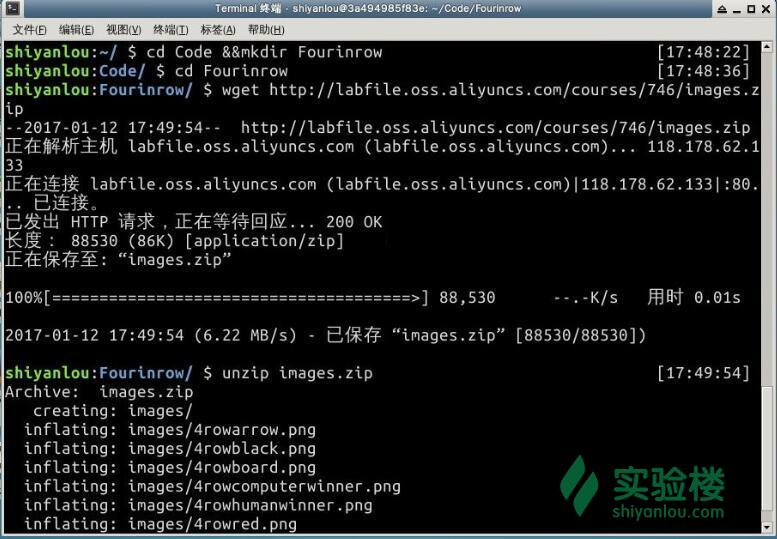 Terminal 终端 - shiyanlou@3a494985f83e: ~/Code/Fourinrow
文件(F) 编辑(E) 视图(V) 终端(T) 标签(A) 帮助(H)
shiyanlou:~/ $ cd Code &&mkdir Fourinrow [17:48:22]
shiyanlou:Code/ $ cd Fourinrow [17:48:36]
shiyanlou:Fourinrow/ $ wget http://labfile.oss.aliyuncs.com/courses/746/images.z
ip
--2017-01-12 17:49:54-- http://labfile.oss.aliyuncs.com/courses/746/images.zip
正在解析主机 labfile.oss.aliyuncs.com (labfile.oss.aliyuncs.com)... 118.178.62.1
33
正在连接 labfile.oss.aliyuncs.com (labfile.oss.aliyuncs.com)|118.178.62.133|:80.
.. 已连接。
已发出 HTTP 请求，正在等待回应... 200 OK
长度： 88530 (86K) [application/zip]
正在保存至: “images.zip”
100%[======================================>] 88,530 --.-K/s 用时 0.01s
2017-01-12 17:49:54 (6.22 MB/s) - 已保存 “images.zip” [88530/88530])
shiyanlou:Fourinrow/ $ unzip images.zip [17:49:54]
Archive: images.zip
creating: images/
inflating: images/4rowarrow.png
inflating: images/4rowblack.png
inflating: images/4rowboard.png
inflating: images/4rowcomputerwinner.png
inflating: images/4rowhumanwinner.png
inflating: images/4rowred.png
实验楼
shiyanlou.com